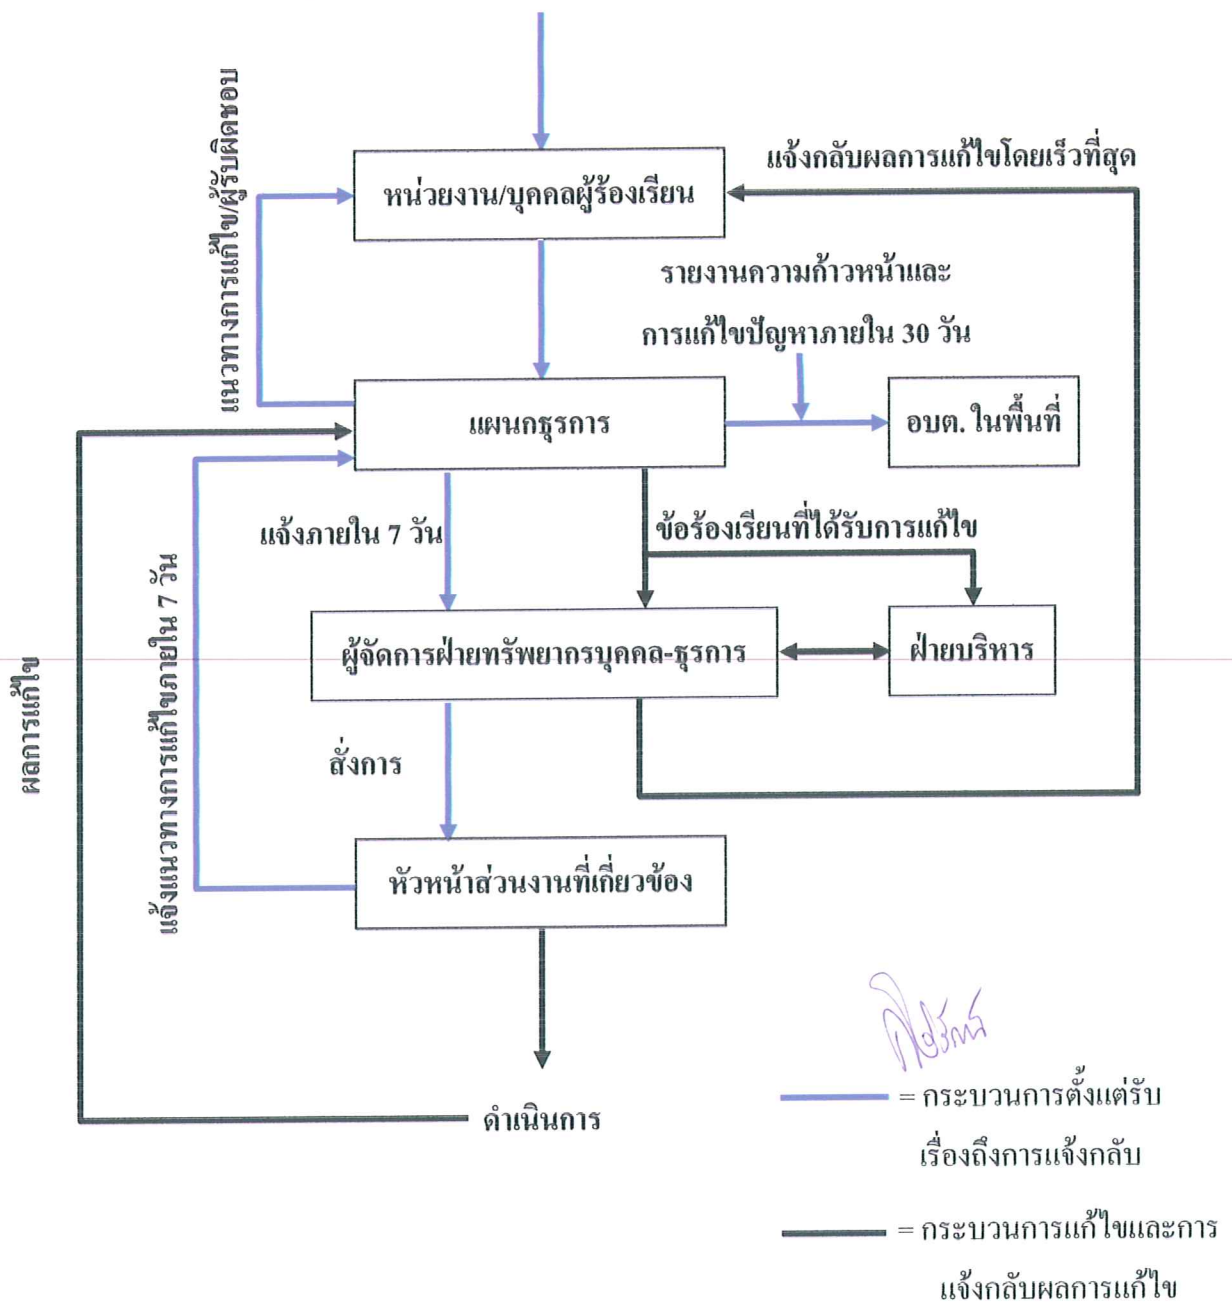 แนวทางการแก้ไข/ผู้รับผิดชอบ
แจ้งกลับผลการแก้ไขโดยเร็วที่สุด
หน่วยงาน/บุคคลผู้ร้องเรียน
รายงานความก้าวหน้าและ
การแก้ไขปัญหาภายใน 30 วัน
แผนกธุรการ
อบต. ในพื้นที่
แจ้งภายใน 7 วัน
ข้อร้องเรียนที่ได้รับการแก้ไข
แจ้งแนวทางการแก้ไขภายใน 7 วัน
ผลการแก้ไข
ผู้จัดการฝ่ายทรัพยากรบุคคล-ธุรการ
ฝ่ายบริหาร
สั่งการ
หัวหน้าส่วนงานที่เกี่ยวข้อง
ดำเนินการ
= กระบวนการตั้งแต่รับ
เรื่องถึงการแจ้งกลับ
= กระบวนการแก้ไขและการ
แจ้งกลับผลการแก้ไข